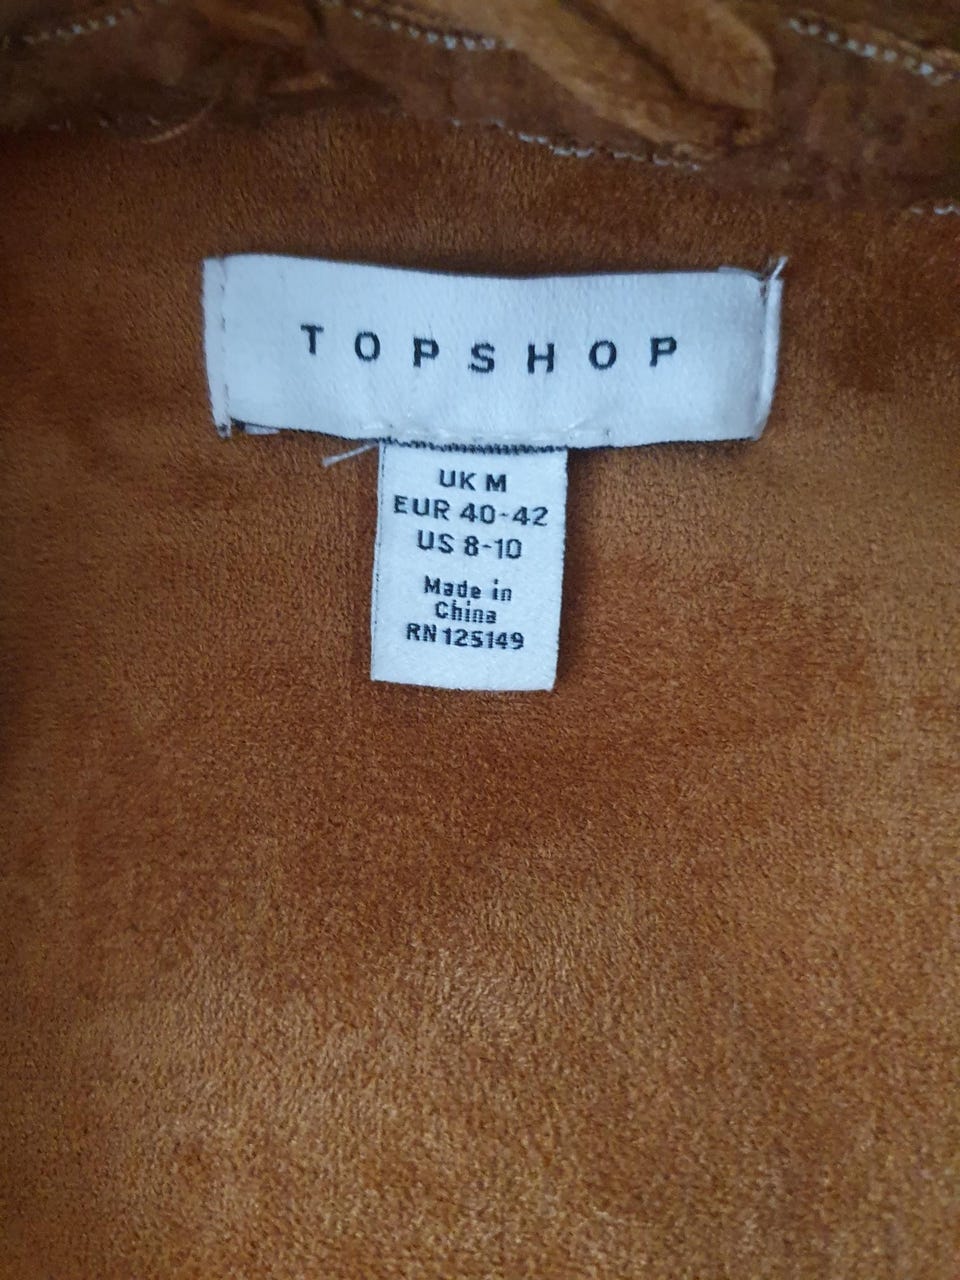 TOPSHOP
UK M
EUR 40-42
US 8-10
Made in
China
RN 125149